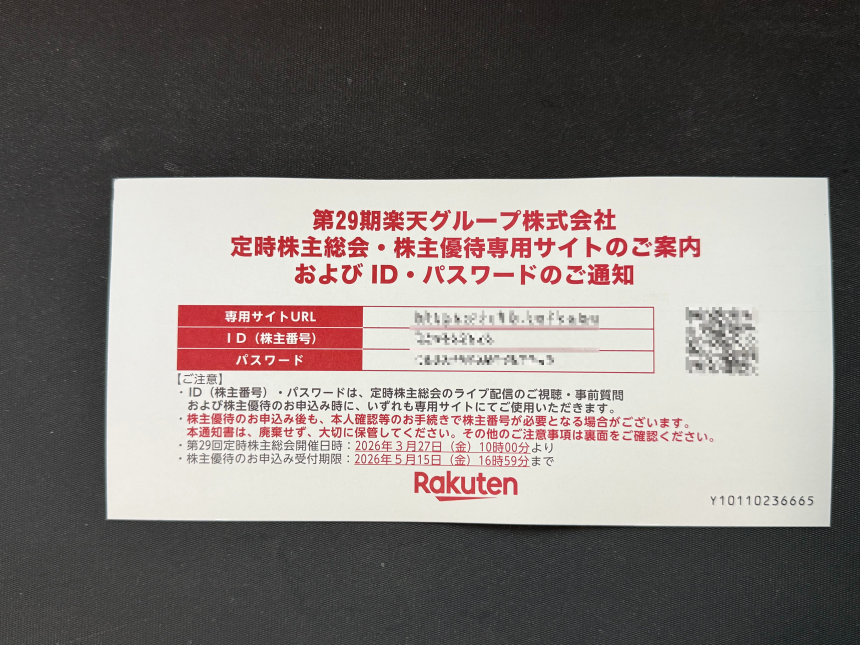 第29期楽天グループ株式会社
定時株主総会・株主優待専用サイトのご案内
および ID・パスワードのご通知
専用サイトURL
ID（株主番号）
パスワード
【ご注意】
・ID（株主番号）・パスワードは、定時株主総会のライブ配信のご視聴・事前質問
および株主優待のお申込み時に、いずれも専用サイトにてご使用いただきます。
・株主優待のお申込み後も、本人確認等のお手続きで株主番号が必要となる場合がございます。
本通知書は、廃棄せず、大切に保管してください。その他のご注意事項は裏面をご確認ください。
・第29回定時株主総会開催日時：2026年3月27日（金）10時00分より
・株主優待のお申込み受付期限：2026年5月15日（金）16時59分まで
Rakuten
Y10110236665